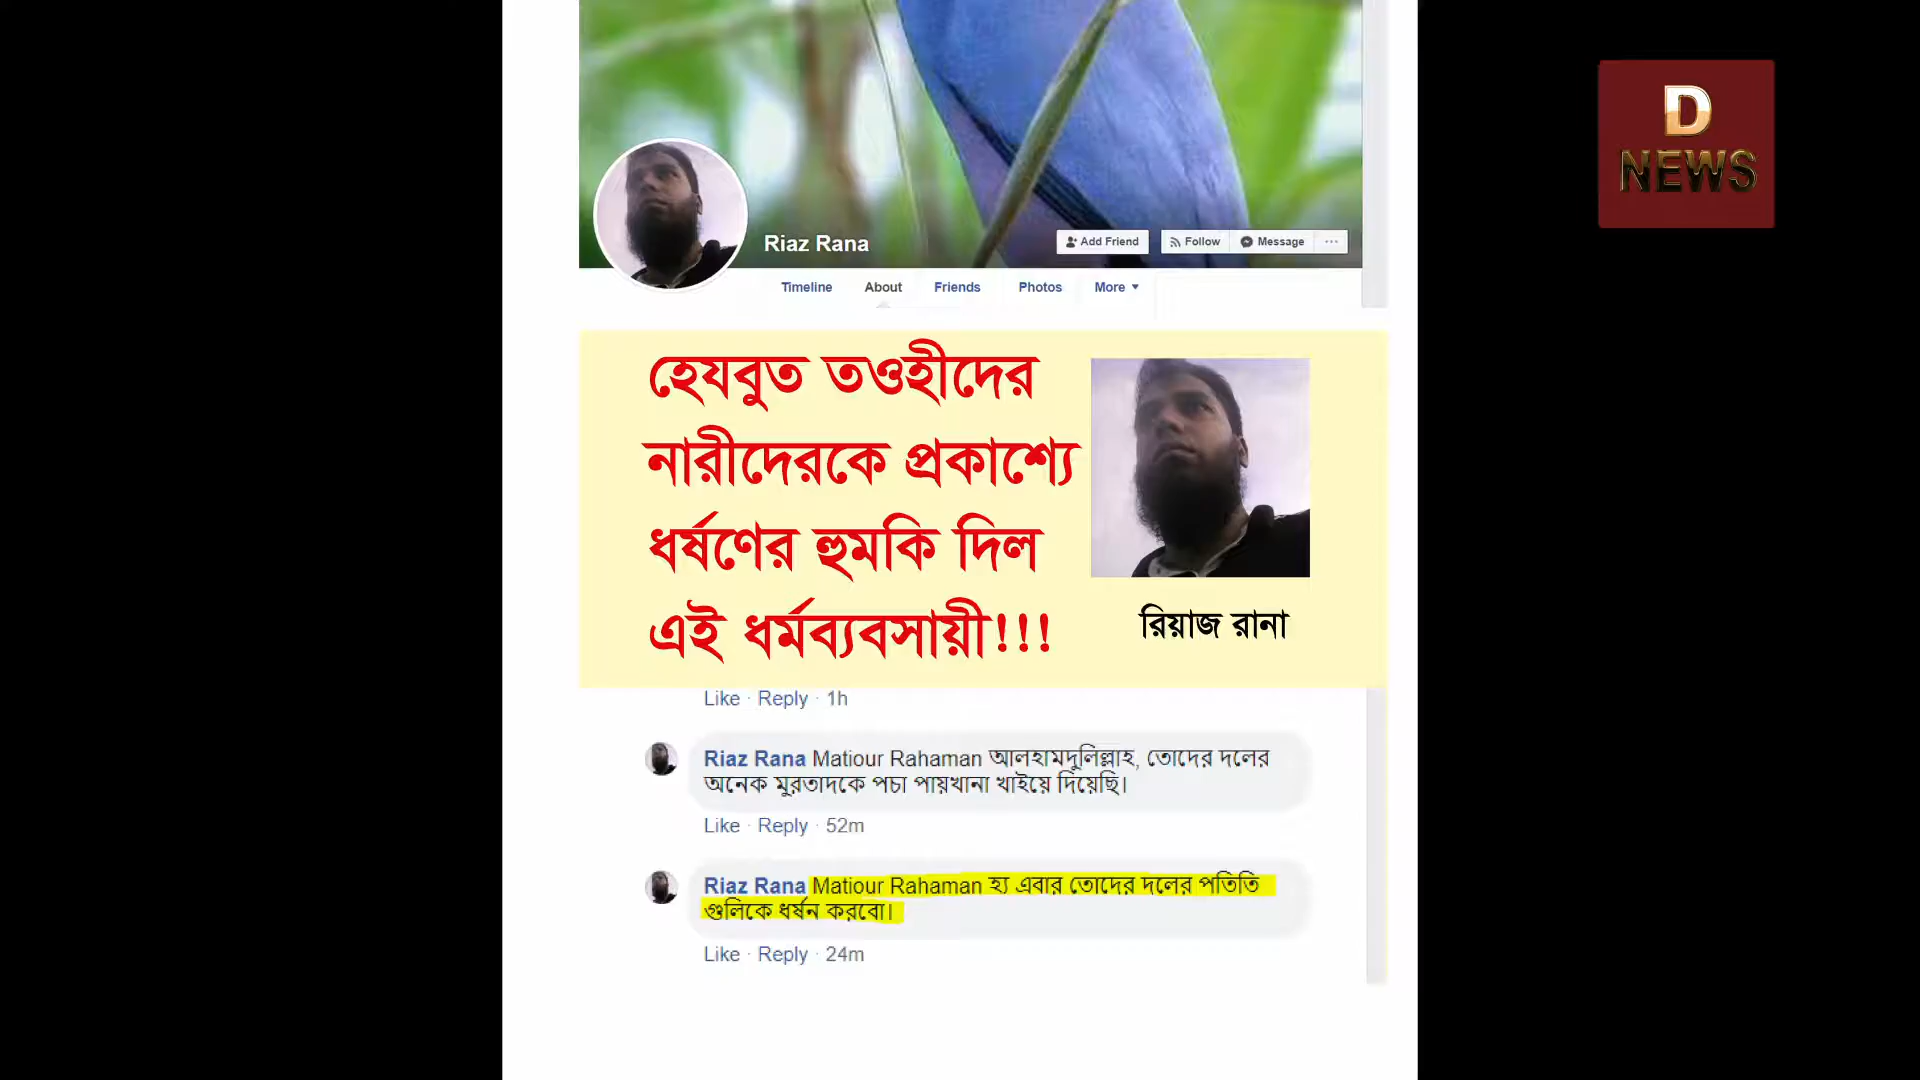 D
NEWS
Riaz Rana
Add Friend
Follow
Message
Timeline
About
Friends
Photos
More
হেযবুত তওহীদের
নারীদেরকে প্রকাশ্যে
ধর্ষণের হুমকি দিল
এই ধর্মব্যবসায়ী!!!
রিয়াজ রানা
Like · Reply · 1h
Riaz Rana Matiour Rahaman আলহামদুলিল্লাহ, তোদের দলের
অনেক মুরতাদকে পচা পায়খানা খাইয়ে দিয়েছি।
Like · Reply · 52m
Riaz Rana Matiour Rahaman হ্য এবার তোদের দলের পতিতি
গুলিকে ধর্ষন করবো।
Like · Reply · 24m